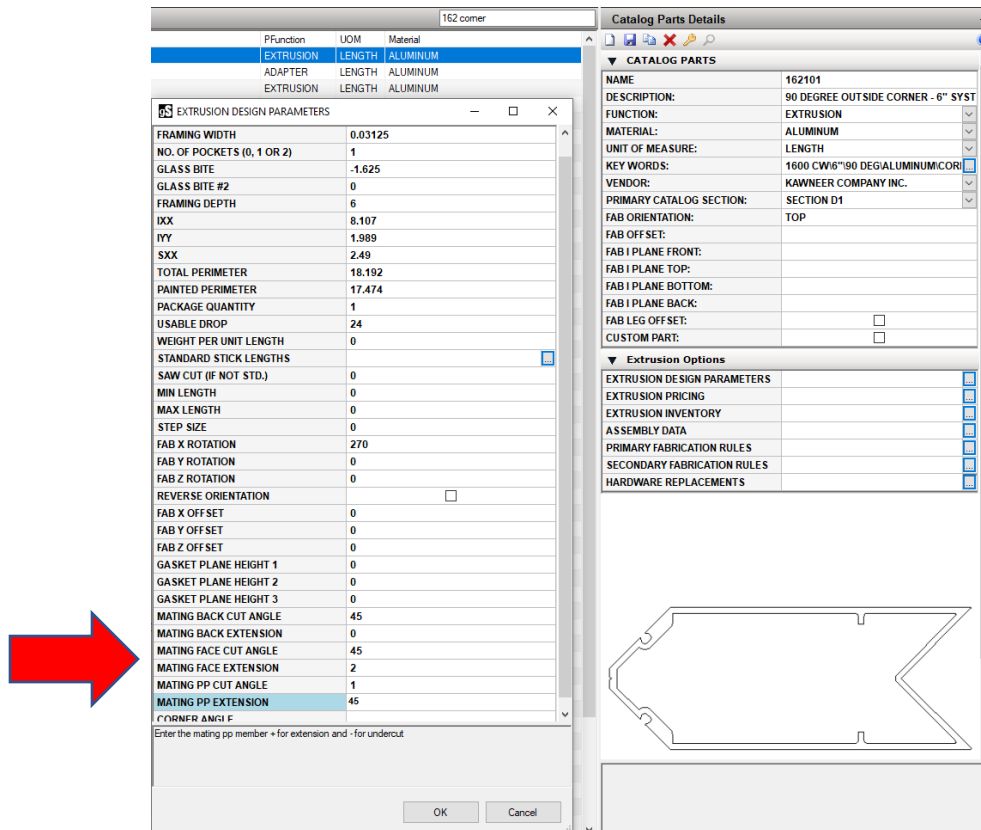 162 corner
PFunction UOM Material
EXTRUSION LENGTH ALUMINUM
ADAPTER LENGTH ALUMINUM
EXTRUSION LENGTH ALUMINUM
EXTRUSION DESIGN PARAMETERS
FRAMING WIDTH 0.03125
NO. OF POCKETS (0, 1 OR 2) 1
GLASS BITE -1.625
GLASS BITE #2 0
FRAMING DEPTH 6
IXX 8.107
IYY 1.989
SXX 2.49
TOTAL PERIMETER 18.192
PAINTED PERIMETER 17.474
PACKAGE QUANTITY 1
USABLE DROP 24
WEIGHT PER UNIT LENGTH 0
STANDARD STICK LENGTHS ...
SAW CUT (IF NOT STD.) 0
MIN LENGTH 0
MAX LENGTH 0
STEP SIZE 0
FAB X ROTATION 270
FAB Y ROTATION 0
FAB Z ROTATION 0
REVERSE ORIENTATION
FAB X OFFSET 0
FAB Y OFFSET 0
FAB Z OFFSET 0
GASKET PLANE HEIGHT 1 0
GASKET PLANE HEIGHT 2 0
GASKET PLANE HEIGHT 3 0
MATING BACK CUT ANGLE 45
MATING BACK EXTENSION 0
MATING FACE CUT ANGLE 45
MATING FACE EXTENSION 2
MATING PP CUT ANGLE 1
MATING PP EXTENSION 45
CORNER ANGLE
Enter the mating pp member + for extension and - for undercut
OK Cancel
Catalog Parts Details
CATALOG PARTS
NAME 162101
DESCRIPTION: 90 DEGREE OUTSIDE CORNER - 6" SYST
FUNCTION: EXTRUSION
MATERIAL: ALUMINUM
UNIT OF MEASURE: LENGTH
KEY WORDS: 1600 CW\6"\90 DEG\ALUMINUM\CORI ...
VENDOR: KAWNEER COMPANY INC.
PRIMARY CATALOG SECTION: SECTION D1
FAB ORIENTATION: TOP
FAB OFFSET:
FAB I PLANE FRONT:
FAB I PLANE TOP:
FAB I PLANE BOTTOM:
FAB I PLANE BACK:
FAB LEG OFFSET:
CUSTOM PART:
Extrusion Options
EXTRUSION DESIGN PARAMETERS ...
EXTRUSION PRICING ...
EXTRUSION INVENTORY ...
ASSEMBLY DATA ...
PRIMARY FABRICATION RULES ...
SECONDARY FABRICATION RULES ...
HARDWARE REPLACEMENTS ...